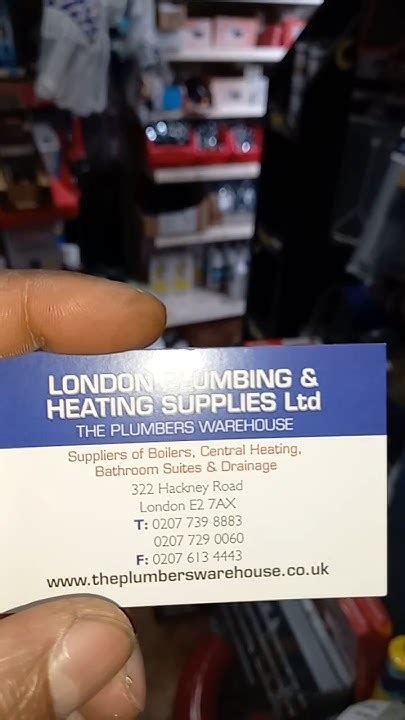 LONDON PLUMBING &
HEATING SUPPLIES Ltd
THE PLUMBERS WAREHOUSE
Suppliers of Boilers, Central Heating,
Bathroom Suites & Drainage
322 Hackney Road
London E2 7AX
T: 0207 739 8883
0207 729 0060
F: 0207 613 4443
www.theplumberswarehouse.co.uk